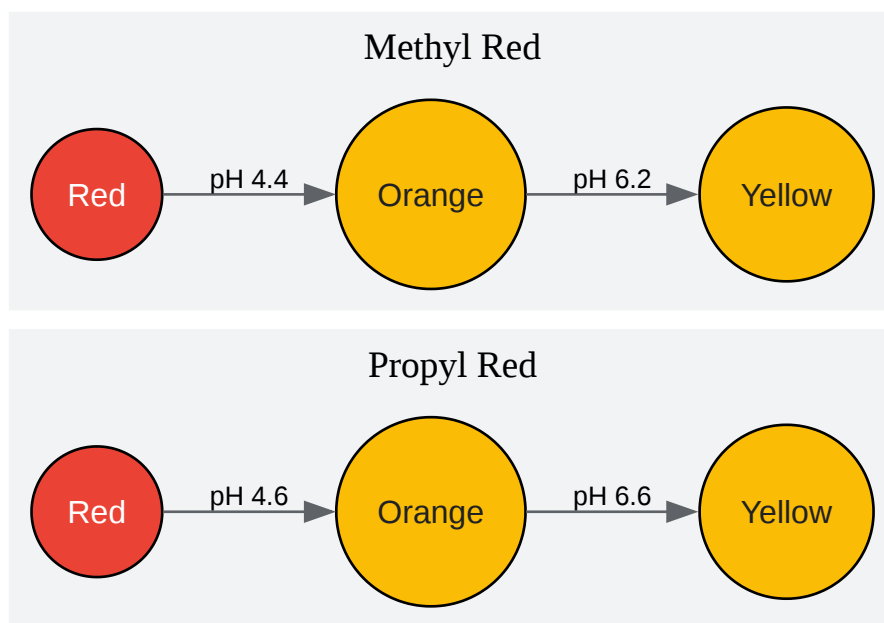 Methyl Red
Red
pH 4.4
Orange
pH 6.2
Yellow
Propyl Red
Red
pH 4.6
Orange
pH 6.6
Yellow